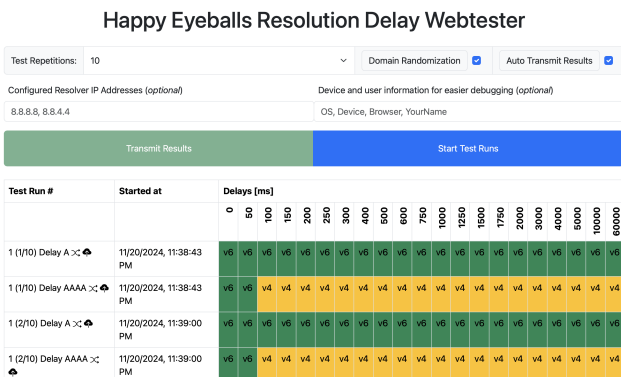 Happy Eyeballs Resolution Delay Webtester
Test Repetitions: 10 Domain Randomization Auto Transmit Results
Configured Resolver IP Addresses (optional) Device and user information for easier debugging (optional)
8.8.8.8, 8.8.4.4 OS, Device, Browser, YourName
Transmit Results Start Test Runs
Test Run # Started at Delays [ms]
0 50 100 150 200 250 300 400 500 600 750 1000 1250 1500 1750 2000 3000 4000 5000 10000 60000
1 (1/10) Delay A 11/20/2024, 11:38:43 v6 v6 v6 v6 v6 v6 v6 v6 v6 v6 v6 v6 v6 v6 v6 v6 v6 v6 v6 v6 v6
PM
1 (1/10) Delay AAAA 11/20/2024, 11:38:43 v6 v6 v4 v4 v4 v4 v4 v4 v4 v4 v4 v4 v4 v4 v4 v4 v4 v4 v4 v4 v4
PM
1 (2/10) Delay A 11/20/2024, 11:39:00 v6 v6 v6 v6 v6 v6 v6 v6 v6 v6 v6 v6 v6 v6 v6 v6 v6 v6 v6 v6 v6
PM
1 (2/10) Delay AAAA 11/20/2024, 11:39:00 v6 v6 v4 v4 v4 v4 v4 v4 v4 v4 v4 v4 v4 v4 v4 v4 v4 v4 v4 v4 v4
PM